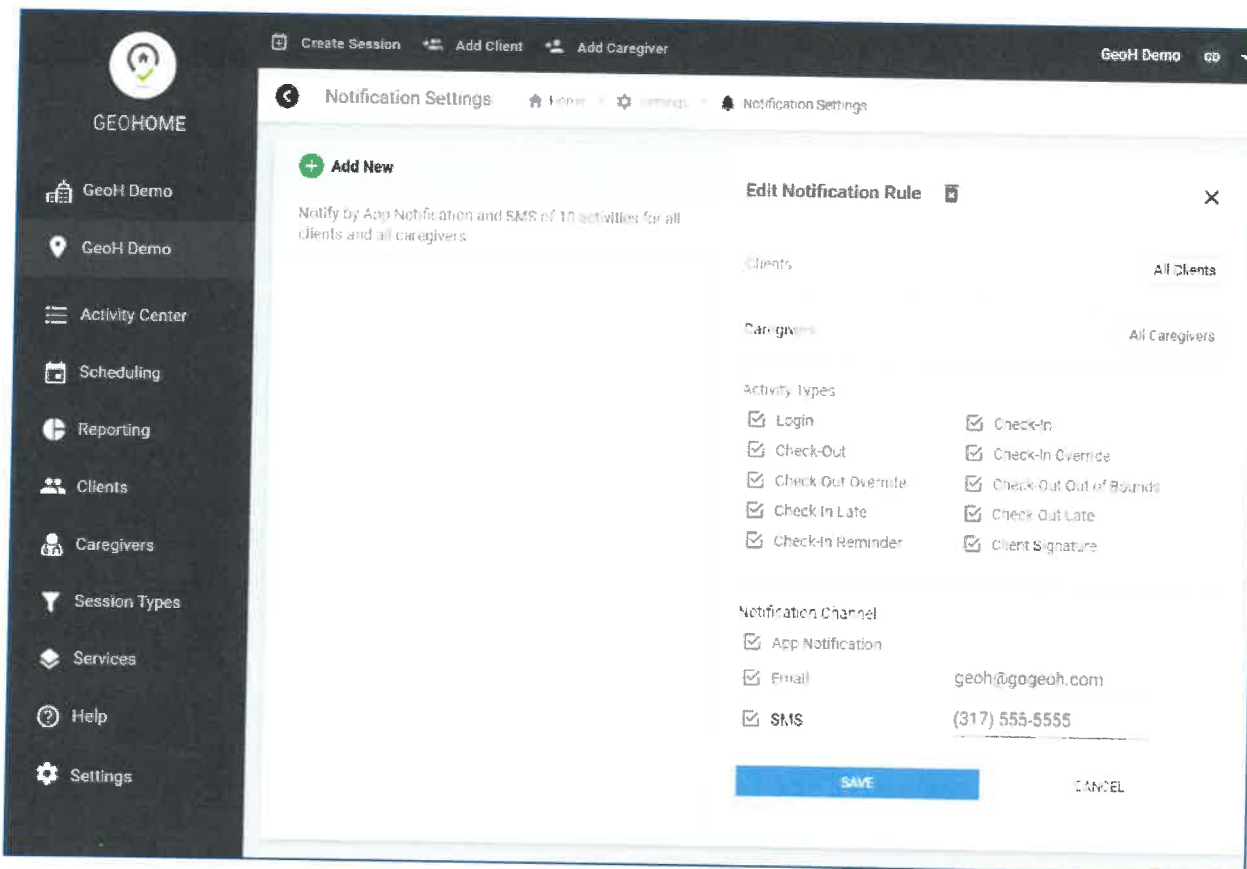 Create Session Add Client Add Caregiver GeoH Demo GD
GEOHOME
Notification Settings Home Settings Notification Settings
GeoH Demo
GeoH Demo
Activity Center
Scheduling
Reporting
Clients
Caregivers
Session Types
Services
Help
Settings
Add New
Notify by App Notification and SMS of 10 activities for all
clients and all caregivers
Edit Notification Rule
Clients All Clients
Caregivers All Caregivers
Activity Types
Login Check-In
Check-Out Check-In Override
Check Out Override Check Out Out of Bounds
Check In Late Check Out Late
Check-In Reminder Client Signature
Notification Channel
App Notification
Email geoh@gogeoh.com
SMS (317) 555-5555
SAVE CANCEL